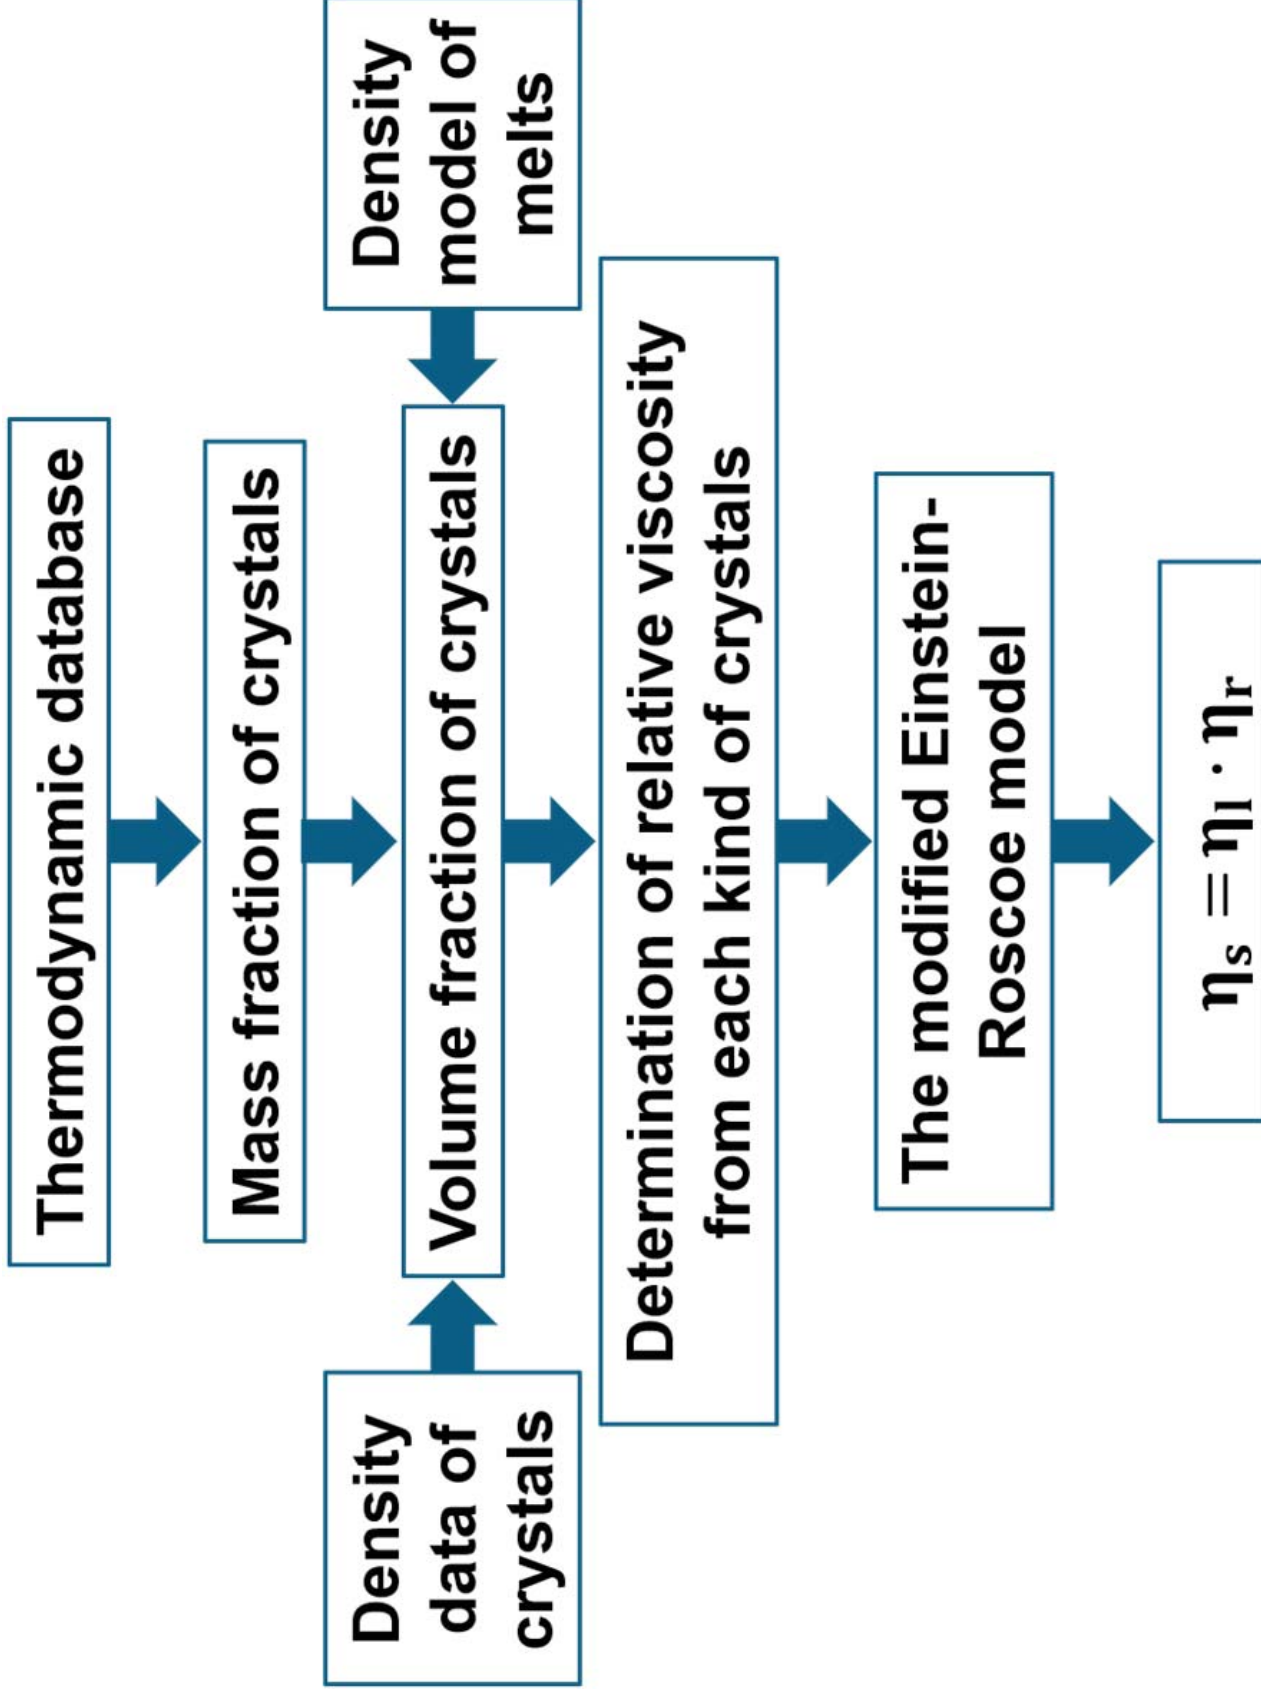 Thermodynamic database
Mass fraction of crystals
Density
data of
crystals
Volume fraction of crystals
Density
model of
melts
Determination of relative viscosity
from each kind of crystals
The modified Einstein-
Roscoe model
ηs = ηl · ηr